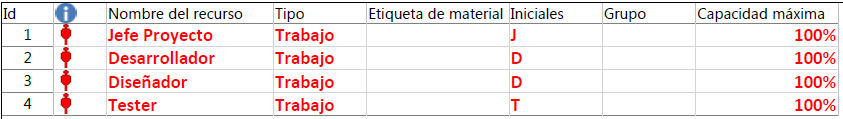 Id Nombre del recurso Tipo Etiqueta de material Iniciales Grupo Capacidad máxima
1 Jefe Proyecto Trabajo J 100%
2 Desarrollador Trabajo D 100%
3 Diseñador Trabajo D 100%
4 Tester Trabajo T 100%